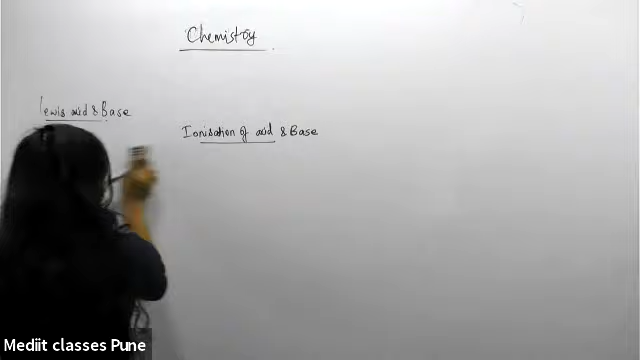 Chemistry
Lewis acid & Base
Ionisation of acid & Base
Mediit classes Pune